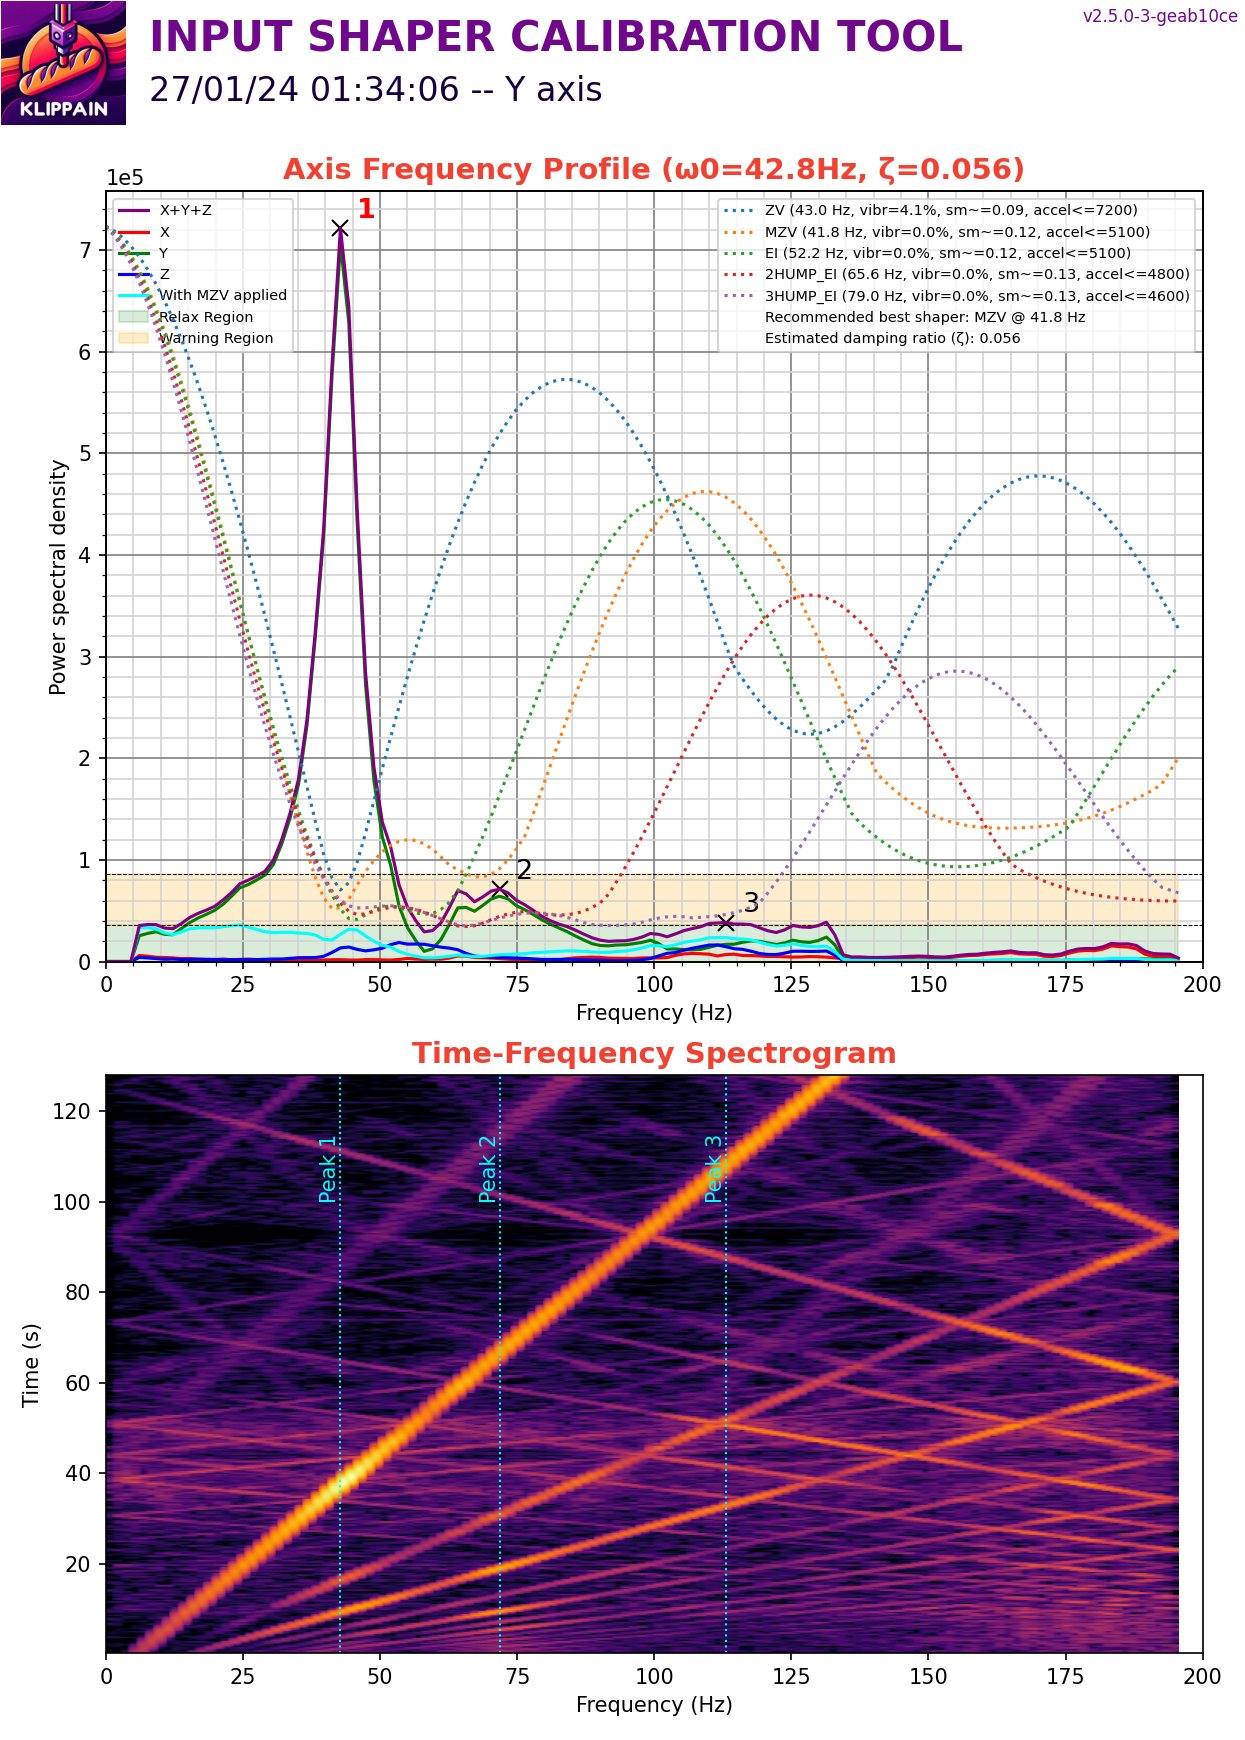 KLIPPAIN
INPUT SHAPER CALIBRATION TOOL
v2.5.0-3-geab10ce
27/01/24 01:34:06 -- Y axis
Axis Frequency Profile (ω0=42.8Hz, ζ=0.056)
1e5
X+Y+Z
X
Y
Z
With MZV applied
Relax Region
Warning Region
ZV (43.0 Hz, vibr=4.1%, sm~=0.09, accel<=7200)
MZV (41.8 Hz, vibr=0.0%, sm~=0.12, accel<=5100)
EI (52.2 Hz, vibr=0.0%, sm~=0.12, accel<=5100)
2HUMP_EI (65.6 Hz, vibr=0.0%, sm~=0.13, accel<=4800)
3HUMP_EI (79.0 Hz, vibr=0.0%, sm~=0.13, accel<=4600)
Recommended best shaper: MZV @ 41.8 Hz
Estimated damping ratio (ζ): 0.056
1
2
3
7
6
5
4
3
2
1
0
Power spectral density
0 25 50 75 100 125 150 175 200
Frequency (Hz)
Time-Frequency Spectrogram
Peak 1
Peak 2
Peak 3
120
100
80
60
40
20
Time (s)
0 25 50 75 100 125 150 175 200
Frequency (Hz)